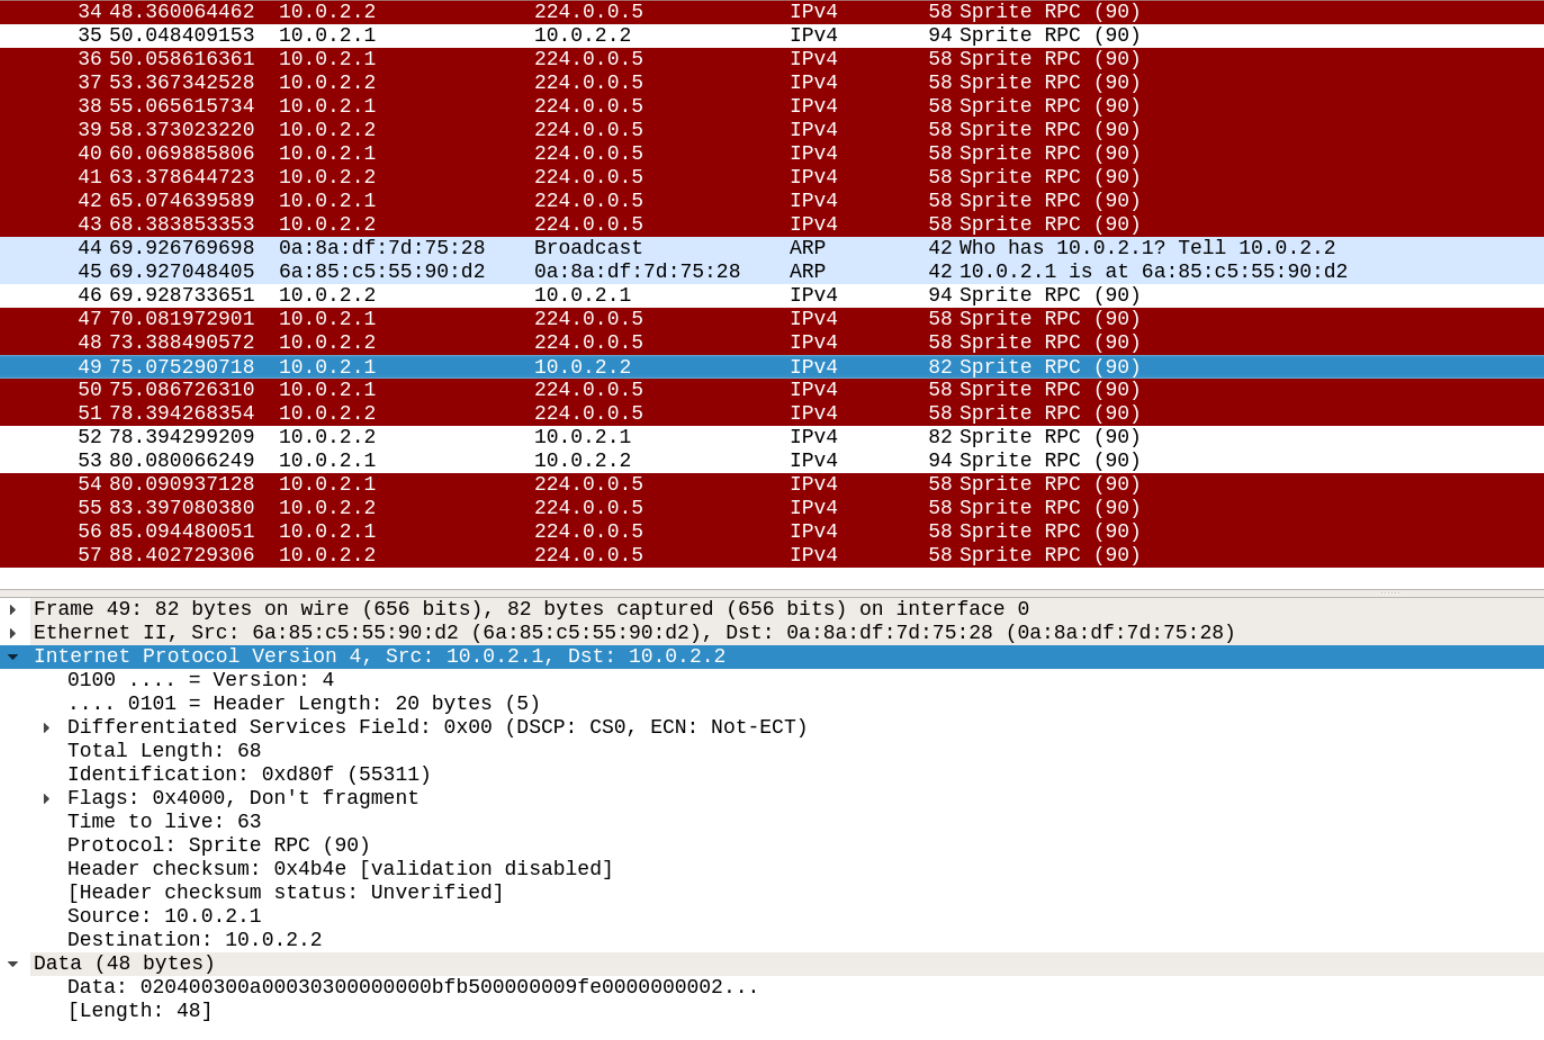 34 48.360064462 10.0.2.2 224.0.0.5 IPv4 58 Sprite RPC (90)
35 50.048409153 10.0.2.1 10.0.2.2 IPv4 94 Sprite RPC (90)
36 50.058616361 10.0.2.1 224.0.0.5 IPv4 58 Sprite RPC (90)
37 53.367342528 10.0.2.2 224.0.0.5 IPv4 58 Sprite RPC (90)
38 55.065615734 10.0.2.1 224.0.0.5 IPv4 58 Sprite RPC (90)
39 58.373023220 10.0.2.2 224.0.0.5 IPv4 58 Sprite RPC (90)
40 60.069885806 10.0.2.1 224.0.0.5 IPv4 58 Sprite RPC (90)
41 63.378644723 10.0.2.2 224.0.0.5 IPv4 58 Sprite RPC (90)
42 65.074639589 10.0.2.1 224.0.0.5 IPv4 58 Sprite RPC (90)
43 68.383853353 10.0.2.2 224.0.0.5 IPv4 58 Sprite RPC (90)
44 69.926769698 0a:8a:df:7d:75:28 Broadcast ARP 42 Who has 10.0.2.1? Tell 10.0.2.2
45 69.927048405 6a:85:c5:55:90:d2 0a:8a:df:7d:75:28 ARP 42 10.0.2.1 is at 6a:85:c5:55:90:d2
46 69.928733651 10.0.2.2 10.0.2.1 IPv4 94 Sprite RPC (90)
47 70.081972901 10.0.2.1 224.0.0.5 IPv4 58 Sprite RPC (90)
48 73.388490572 10.0.2.2 224.0.0.5 IPv4 58 Sprite RPC (90)
49 75.075290718 10.0.2.1 10.0.2.2 IPv4 82 Sprite RPC (90)
50 75.086726310 10.0.2.1 224.0.0.5 IPv4 58 Sprite RPC (90)
51 78.394268354 10.0.2.2 224.0.0.5 IPv4 58 Sprite RPC (90)
52 78.394299209 10.0.2.2 10.0.2.1 IPv4 82 Sprite RPC (90)
53 80.080066249 10.0.2.1 10.0.2.2 IPv4 94 Sprite RPC (90)
54 80.090937128 10.0.2.1 224.0.0.5 IPv4 58 Sprite RPC (90)
55 83.397080380 10.0.2.2 224.0.0.5 IPv4 58 Sprite RPC (90)
56 85.094480051 10.0.2.1 224.0.0.5 IPv4 58 Sprite RPC (90)
57 88.402729306 10.0.2.2 224.0.0.5 IPv4 58 Sprite RPC (90)
Frame 49: 82 bytes on wire (656 bits), 82 bytes captured (656 bits) on interface 0
Ethernet II, Src: 6a:85:c5:55:90:d2 (6a:85:c5:55:90:d2), Dst: 0a:8a:df:7d:75:28 (0a:8a:df:7d:75:28)
Internet Protocol Version 4, Src: 10.0.2.1, Dst: 10.0.2.2
0100 .... = Version: 4
.... 0101 = Header Length: 20 bytes (5)
Differentiated Services Field: 0x00 (DSCP: CS0, ECN: Not-ECT)
Total Length: 68
Identification: 0xd80f (55311)
Flags: 0x4000, Don't fragment
Time to live: 63
Protocol: Sprite RPC (90)
Header checksum: 0x4b4e [validation disabled]
[Header checksum status: Unverified]
Source: 10.0.2.1
Destination: 10.0.2.2
Data (48 bytes)
Data: 020400300a00030300000000bfb500000009fe0000000002...
[Length: 48]